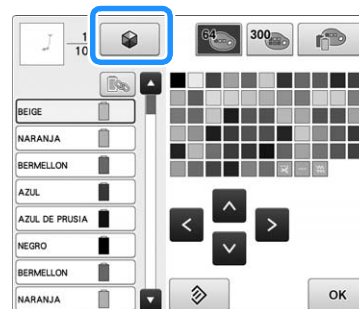 1
10
64
300
BEIGE
NARANJA
BERMELLON
AZUL
AZUL DE PRUSIA
NEGRO
BERMELLON
NARANJA
OK